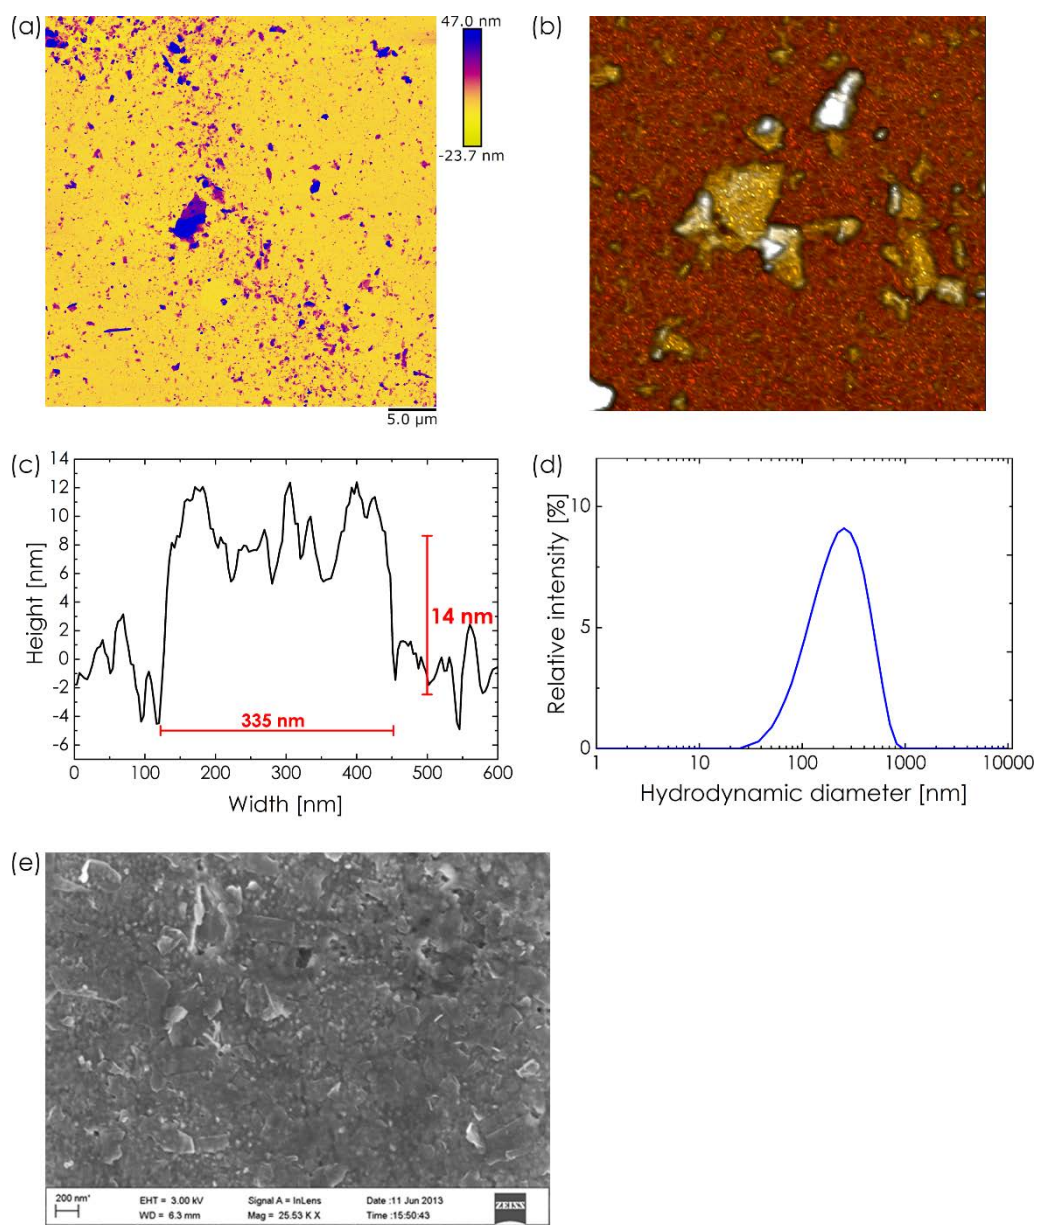 (a)
47.0 nm
-23.7 nm
5.0 µm
(b)
(c)
Height [nm]
14
12
10
8
6
4
2
0
-2
-4
-6
14 nm
335 nm
0 100 200 300 400 500 600
Width [nm]
(d)
Relative intensity [%]
10
5
0
1 10 100 1000 10000
Hydrodynamic diameter [nm]
(e)
200 nm*
EHT = 3.00 kV
WD = 6.3 mm
Signal A = InLens
Mag = 25.53 K X
Date :11 Jun 2013
Time :15:50:43
ZEISS